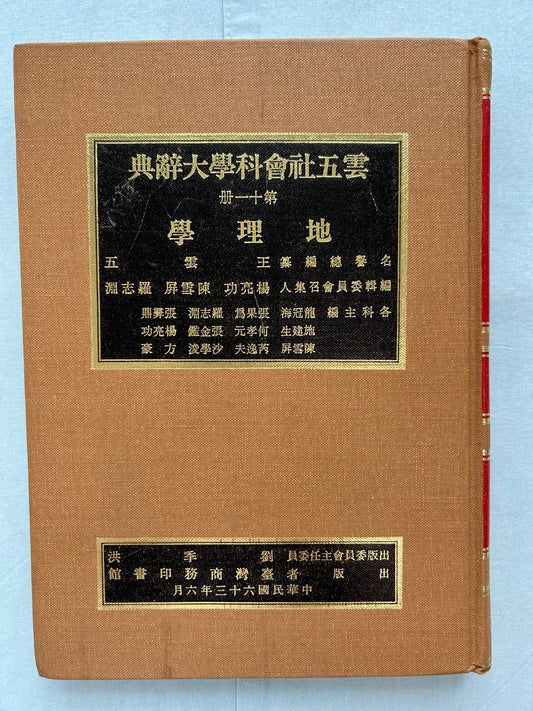 雲五社會科學大辭典
第十一册
地理學
名譽總編纂 王雲五
編輯委員會召集人 楊亮功 陳雪屏 羅志淵
各科主編 龍冠海 張果爲 羅志淵 張彝鼎
施建生 何孝元 張金鑑 楊亮功
陳雪屏 芮逸夫 沙學浚 方豪
出版委員會主任委員 劉季洪
出版者 臺灣商務印書館
中華民國六十三年六月